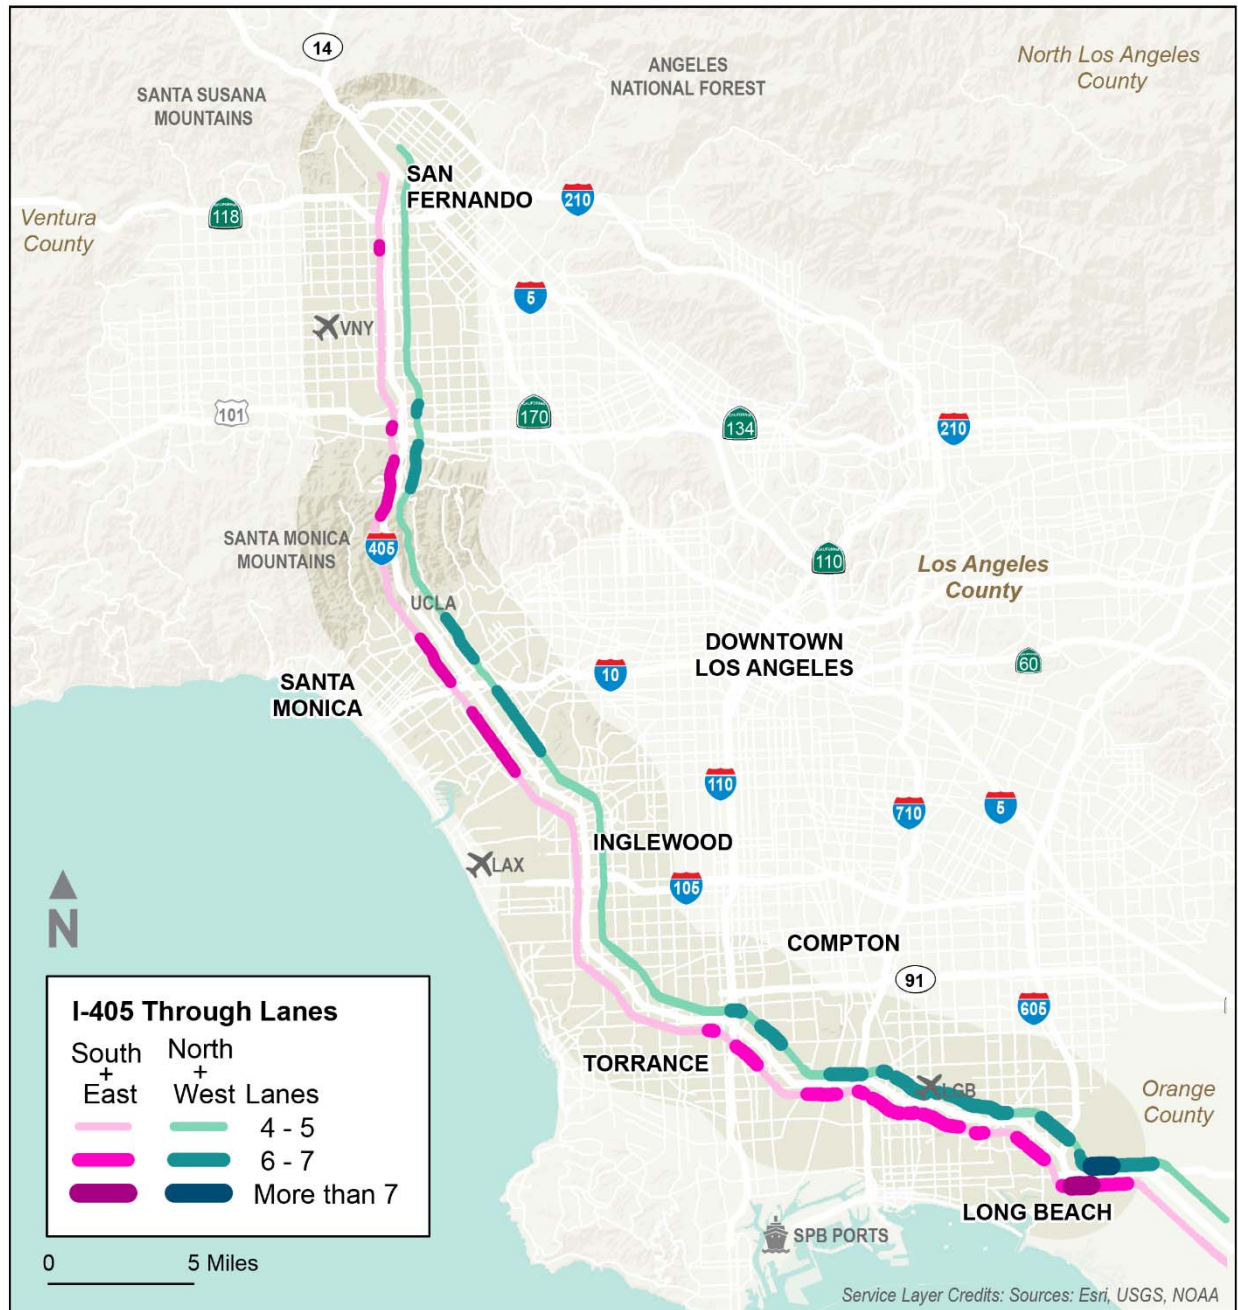 14
North Los Angeles
County
ANGELES
NATIONAL FOREST
SANTA SUSANA
MOUNTAINS
SAN
FERNANDO
210
118
Ventura
County
5
VNY
101
170
134
210
SANTA MONICA
MOUNTAINS
405
110
Los Angeles
County
UCLA
DOWNTOWN
LOS ANGELES
60
10
SANTA
MONICA
110
710
5
INGLEWOOD
LAX
105
N
COMPTON
91
605
TORRANCE
LGB
Orange
County
LONG BEACH
SPB PORTS
I-405 Through Lanes
South North
+ +
East West Lanes
4 - 5
6 - 7
More than 7
0 5 Miles
Service Layer Credits: Sources: Esri, USGS, NOAA